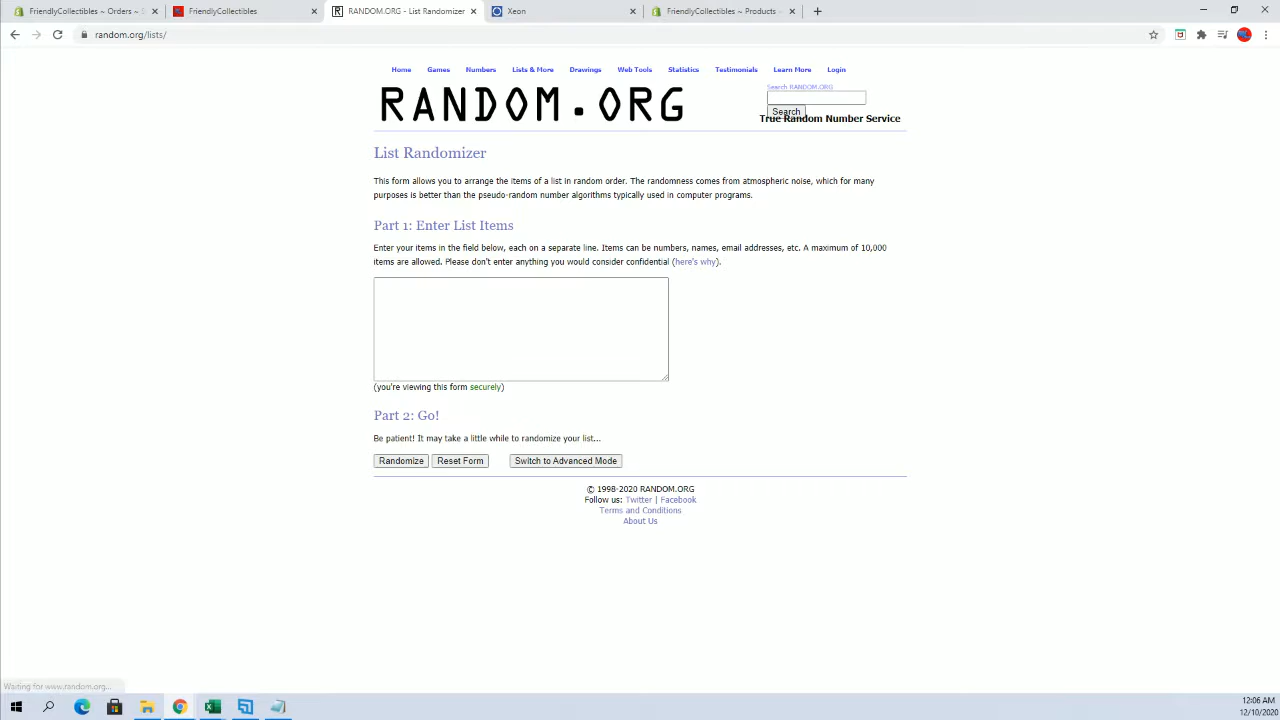 FriendlyCollectibles ~ Orders ~ S
FriendlyCollectibles
RANDOM.ORG - List Randomizer
Xeon
FriendlyCollectibles ~ Products ~
random.org/lists/
Home Games Numbers Lists & More Drawings Web Tools Statistics Testimonials Learn More Login
RANDOM.ORG
Search RANDOM.ORG
Search
True Random Number Service
List Randomizer
This form allows you to arrange the items of a list in random order. The randomness comes from atmospheric noise, which for many
purposes is better than the pseudo-random number algorithms typically used in computer programs.
Part 1: Enter List Items
Enter your items in the field below, each on a separate line. Items can be numbers, names, email addresses, etc. A maximum of 10,000
items are allowed. Please don't enter anything you would consider confidential (here's why).
(you're viewing this form securely)
Part 2: Go!
Be patient! It may take a little while to randomize your list...
Randomize Reset Form Switch to Advanced Mode
© 1998-2020 RANDOM.ORG
Follow us: Twitter | Facebook
Terms and Conditions
About Us
Waiting for www.random.org...
12:06 AM
12/10/2020